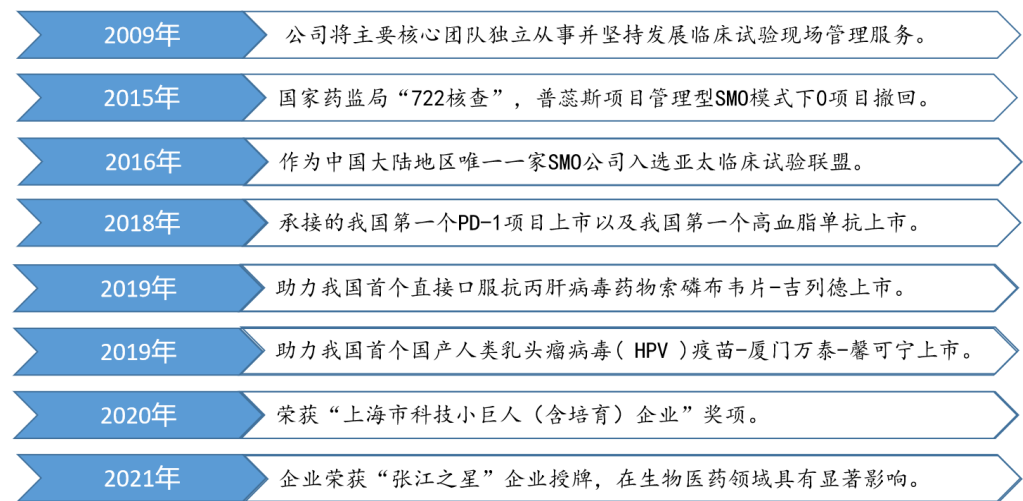 2009年 公司将主要核心团队独立从事并坚持发展临床试验现场管理服务。
2015年 国家药监局“722核查”，普蕊斯项目管理型SMO模式下0项目撤回。
2016年 作为中国大陆地区唯一一家SMO公司入选亚太临床试验联盟。
2018年 承接的我国第一个PD-1项目上市以及我国第一个高血脂单抗上市。
2019年 助力我国首个直接口服抗丙肝病毒药物索磷布韦片-吉列德上市。
2019年 助力我国首个国产人类乳头瘤病毒( HPV )疫苗-厦门万泰-馨可宁上市。
2020年 荣获“上海市科技小巨人（含培育）企业”奖项。
2021年 企业荣获“张江之星”企业授牌，在生物医药领域具有显著影响。